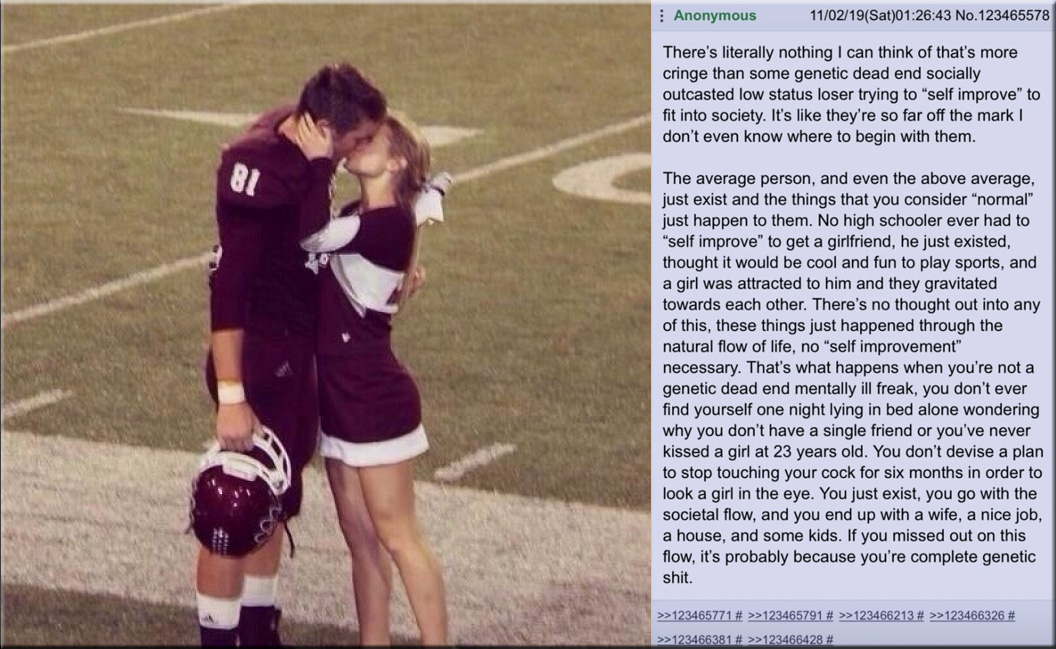 Anonymous 11/02/19(Sat)01:26:43 No.123465578
There’s literally nothing I can think of that’s more
cringe than some genetic dead end socially
outcasted low status loser trying to “self improve” to
fit into society. It’s like they’re so far off the mark I
don’t even know where to begin with them.
The average person, and even the above average,
just exist and the things that you consider “normal”
just happen to them. No high schooler ever had to
“self improve” to get a girlfriend, he just existed,
thought it would be cool and fun to play sports, and
a girl was attracted to him and they gravitated
towards each other. There’s no thought out into any
of this, these things just happened through the
natural flow of life, no “self improvement”
necessary. That’s what happens when you’re not a
genetic dead end mentally ill freak, you don’t ever
find yourself one night lying in bed alone wondering
why you don’t have a single friend or you’ve never
kissed a girl at 23 years old. You don’t devise a plan
to stop touching your cock for six months in order to
look a girl in the eye. You just exist, you go with the
societal flow, and you end up with a wife, a nice job,
a house, and some kids. If you missed out on this
flow, it’s probably because you’re complete genetic
shit.
>>123465771 # >>123465791 # >>123466213 # >>123466326 #
>>123466381 # >>123466428 #
81